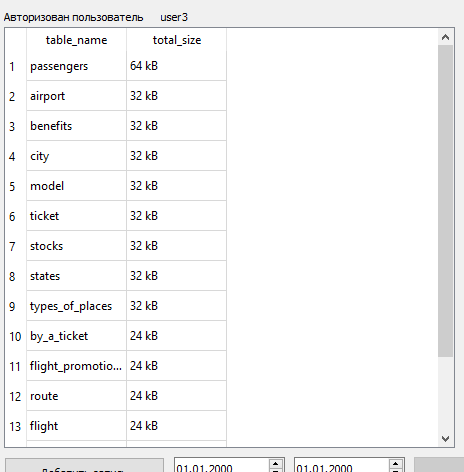 Авторизован пользователь user3
table_name total_size
1 passengers 64 kB
2 airport 32 kB
3 benefits 32 kB
4 city 32 kB
5 model 32 kB
6 ticket 32 kB
7 stocks 32 kB
8 states 32 kB
9 types_of_places 32 kB
10 by_a_ticket 24 kB
11 flight_promotio... 24 kB
12 route 24 kB
13 flight 24 kB
01.01.2000 01.01.2000